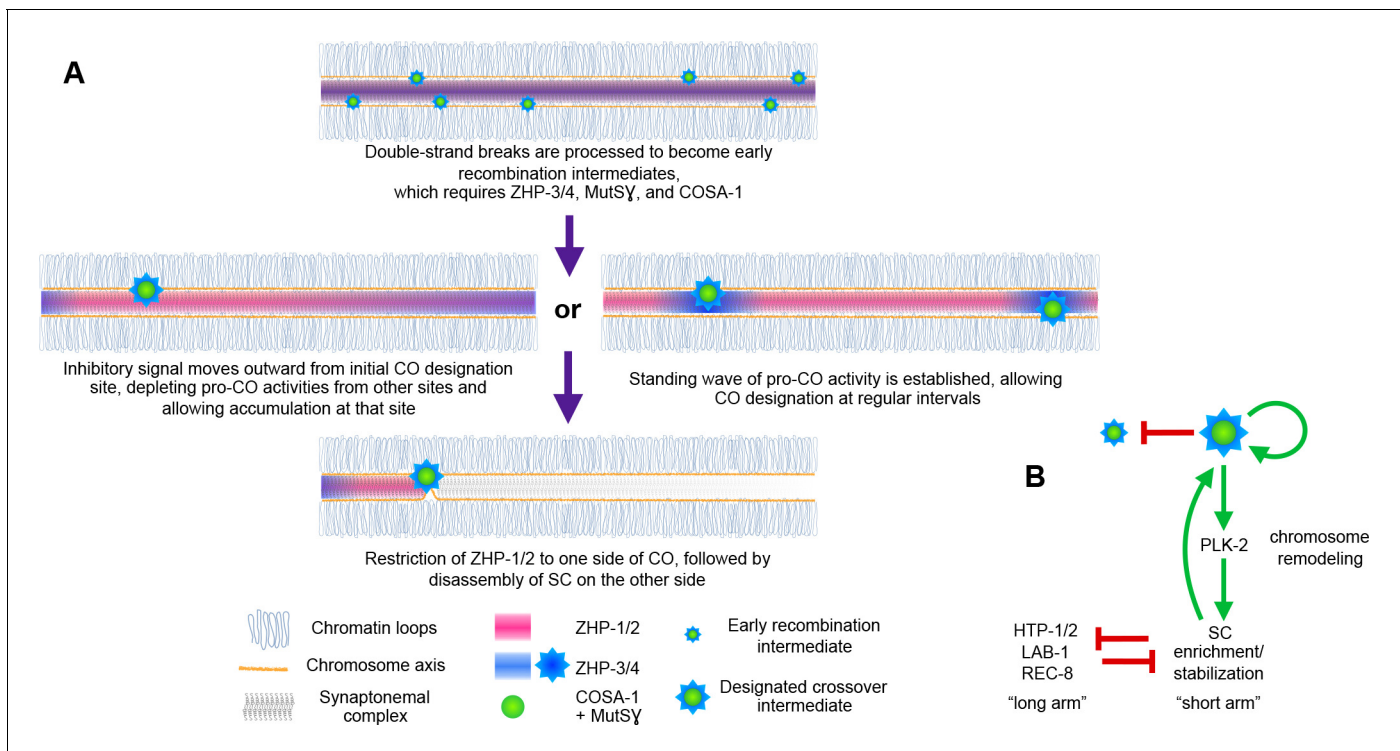 A
Double-strand breaks are processed to become early
recombination intermediates,
which requires ZHP-3/4, MutSɣ, and COSA-1
or
Inhibitory signal moves outward from initial CO designation
site, depleting pro-CO activities from other sites and
allowing accumulation at that site
Standing wave of pro-CO activity is established, allowing
CO designation at regular intervals
Restriction of ZHP-1/2 to one side of CO, followed by
disassembly of SC on the other side
Chromatin loops
Chromosome axis
Synaptonemal
complex
ZHP-1/2
ZHP-3/4
COSA-1
+ MutSɣ
Early recombination
intermediate
Designated crossover
intermediate
B
PLK-2
chromosome
remodeling
HTP-1/2
LAB-1
REC-8
"long arm"
SC
enrichment/
stabilization
"short arm"